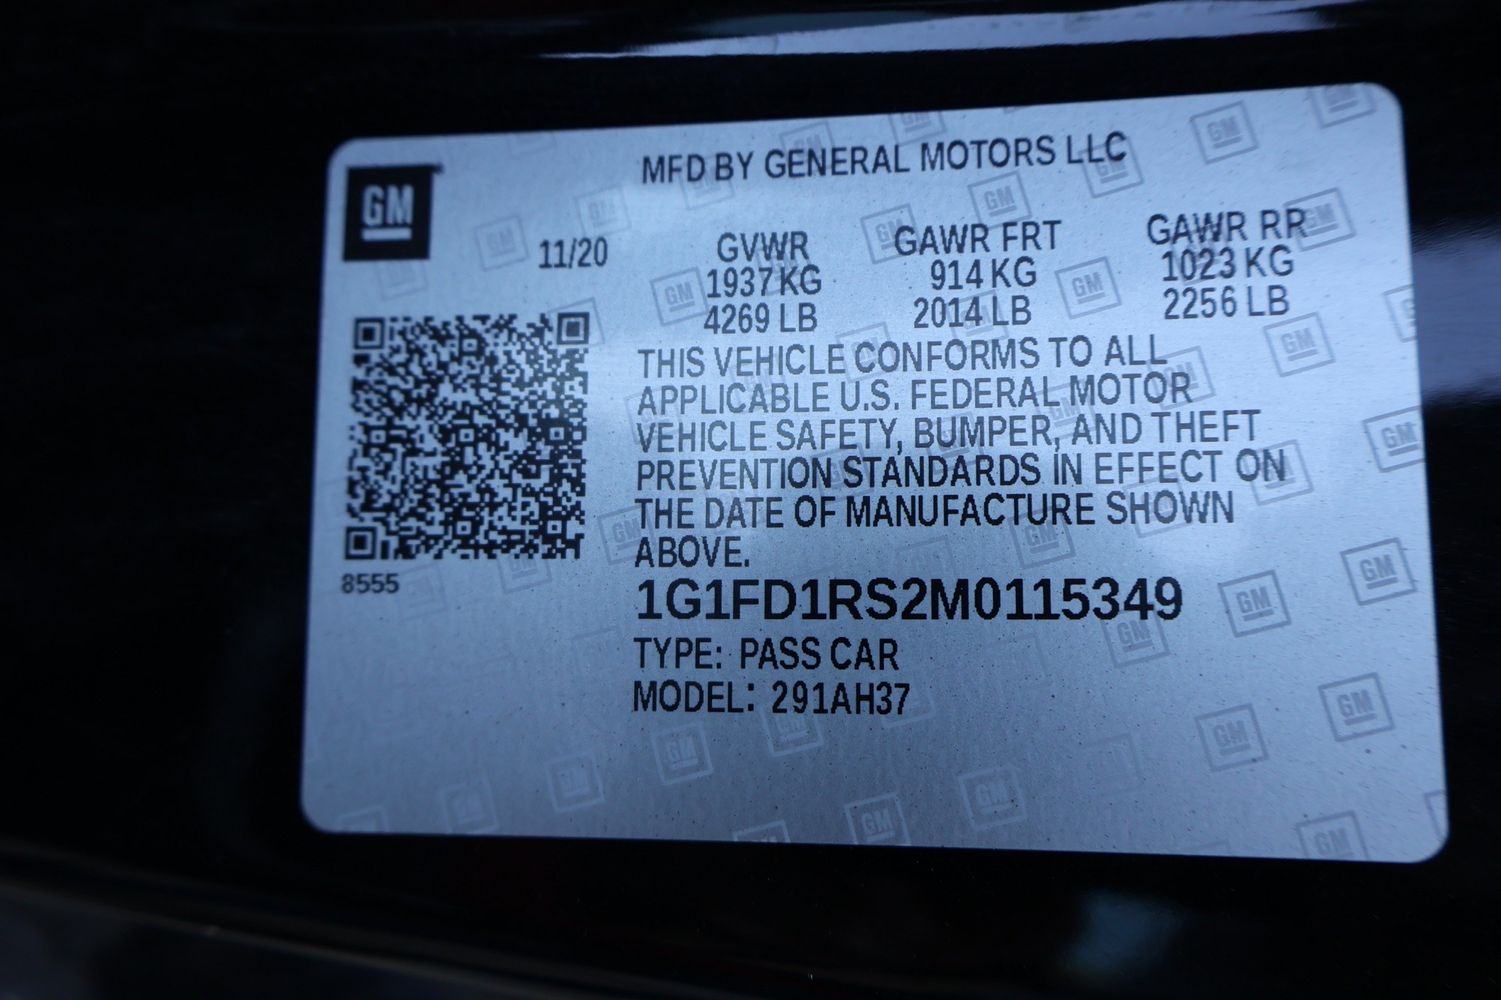 GM
MFD BY GENERAL MOTORS LLC
11/20
GVWR GAWR FRT GAWR RR
1937 KG 914 KG 1023 KG
4269 LB 2014 LB 2256 LB
THIS VEHICLE CONFORMS TO ALL
APPLICABLE U.S. FEDERAL MOTOR
VEHICLE SAFETY, BUMPER, AND THEFT
PREVENTION STANDARDS IN EFFECT ON
THE DATE OF MANUFACTURE SHOWN
ABOVE.
8555
1G1FD1RS2M0115349
TYPE: PASS CAR
MODEL: 291AH37